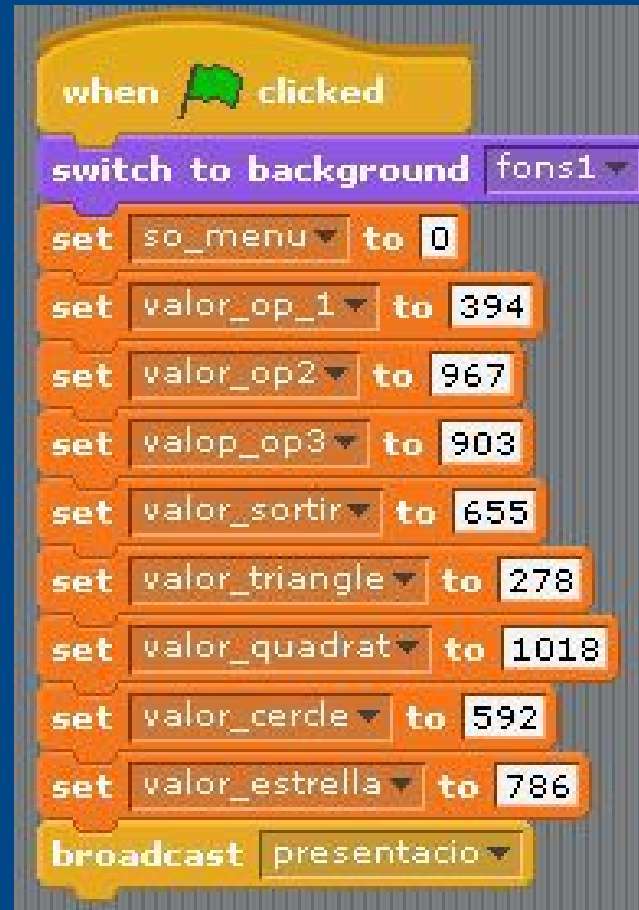 when clicked
switch to background fons1
set so_menu to 0
set valor_op_1 to 394
set valor_op2 to 967
set valop_op3 to 903
set valor_sortir to 655
set valor_triangle to 278
set valor_quadrat to 1018
set valor_cercle to 592
set valor_estrella to 786
broadcast presentacio